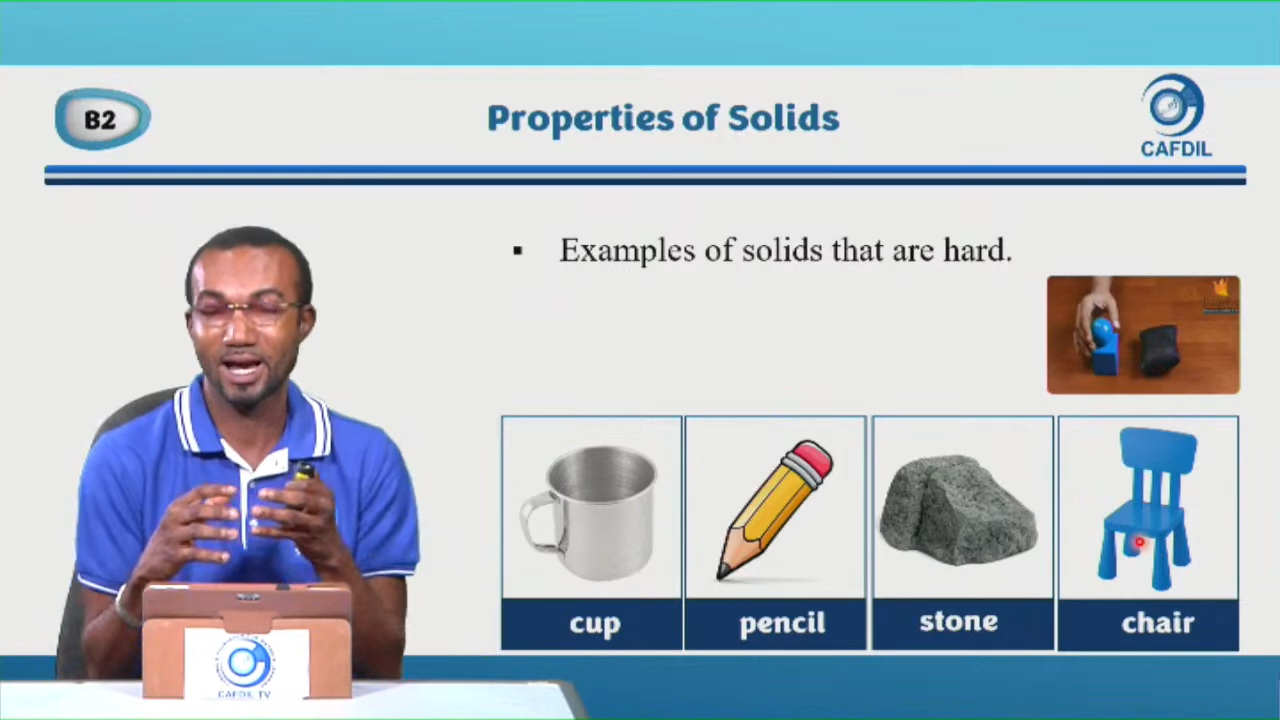 B2
Properties of Solids
CAFDIL
▪ Examples of solids that are hard.
cup
pencil
stone
chair
CAFDIL TV